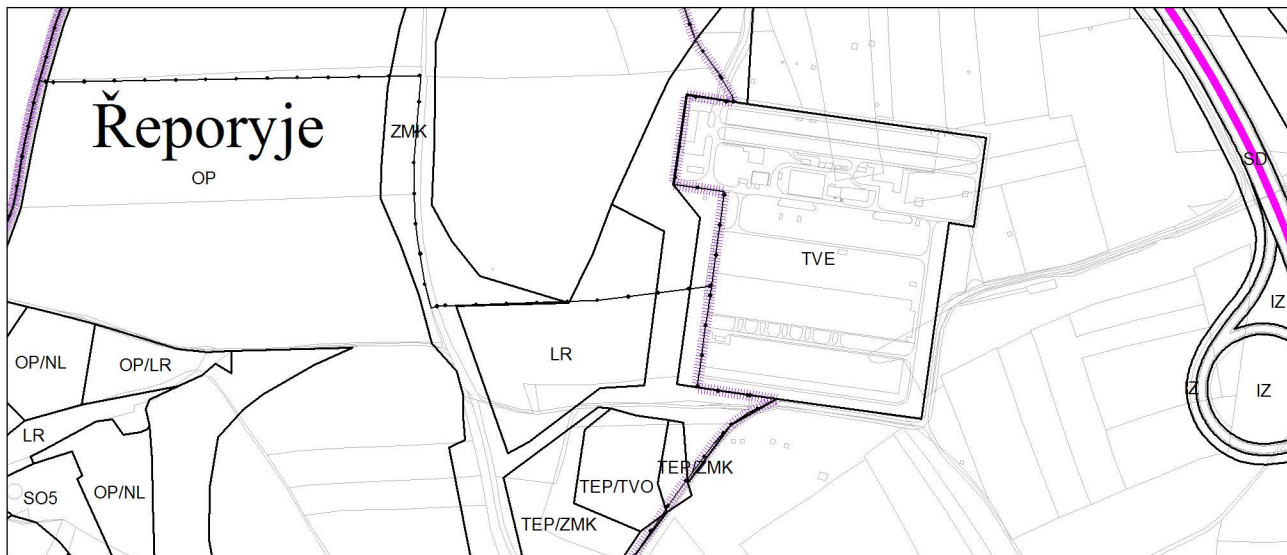 Řeporyje
ZMK
SD
OP
TVE
IZ
LR
OP/NL
OP/LR
IZ
IZ
LR
TEP/ZMK
TEP/TVO
OP/NL
SO5
TEP/ZMK